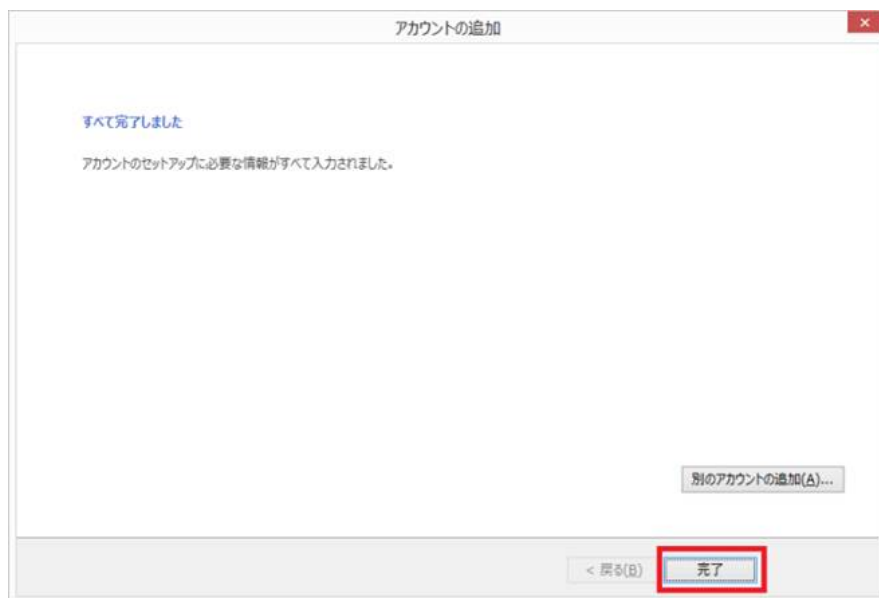 アカウントの追加
すべて完了しました
アカウントのセットアップに必要な情報がすべて入力されました。
別のアカウントの追加(A)...
< 戻る(B)
完了